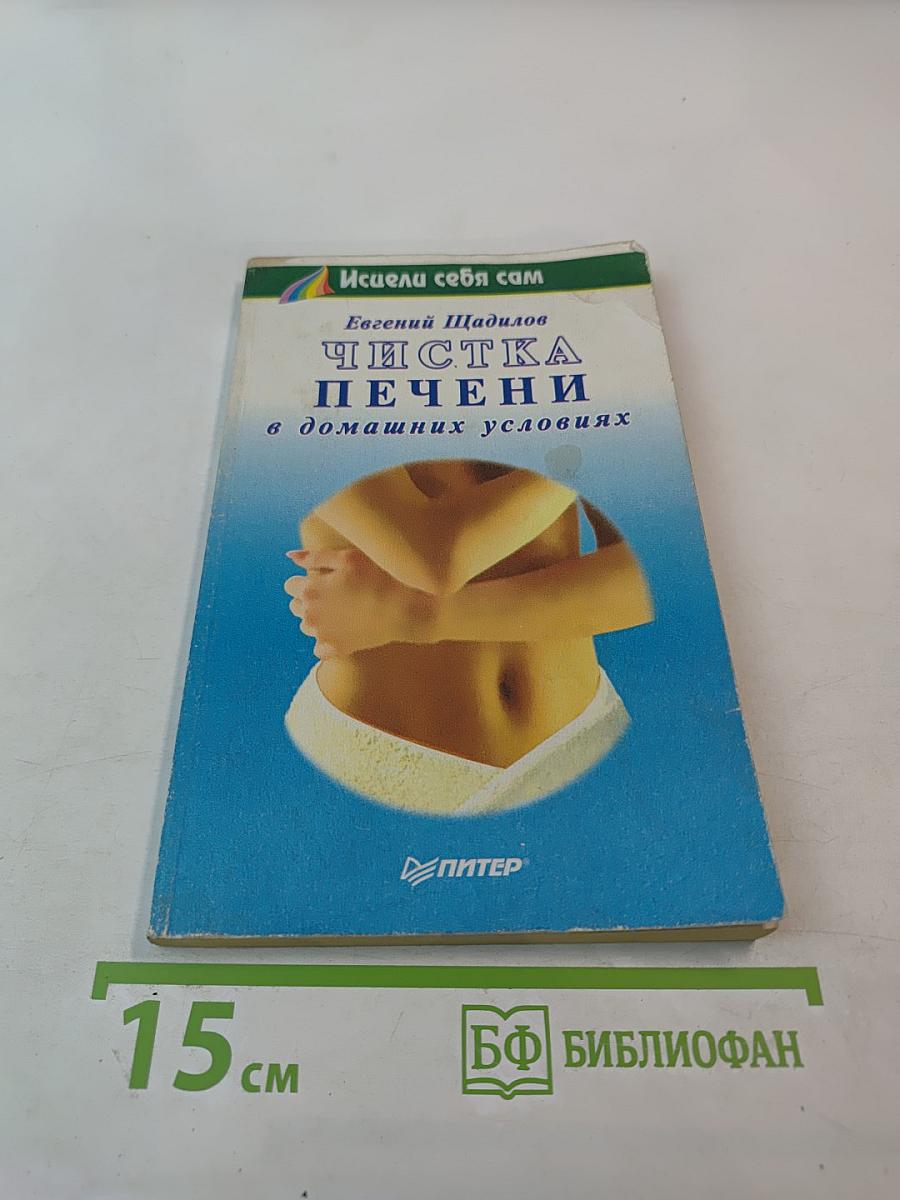 Исцели себя сам
Евгений Щадилов
ЧИСТКА
ПЕЧЕНИ
в домашних условиях
ПИТЕР®
15 см
БФ БИБЛИОФАН